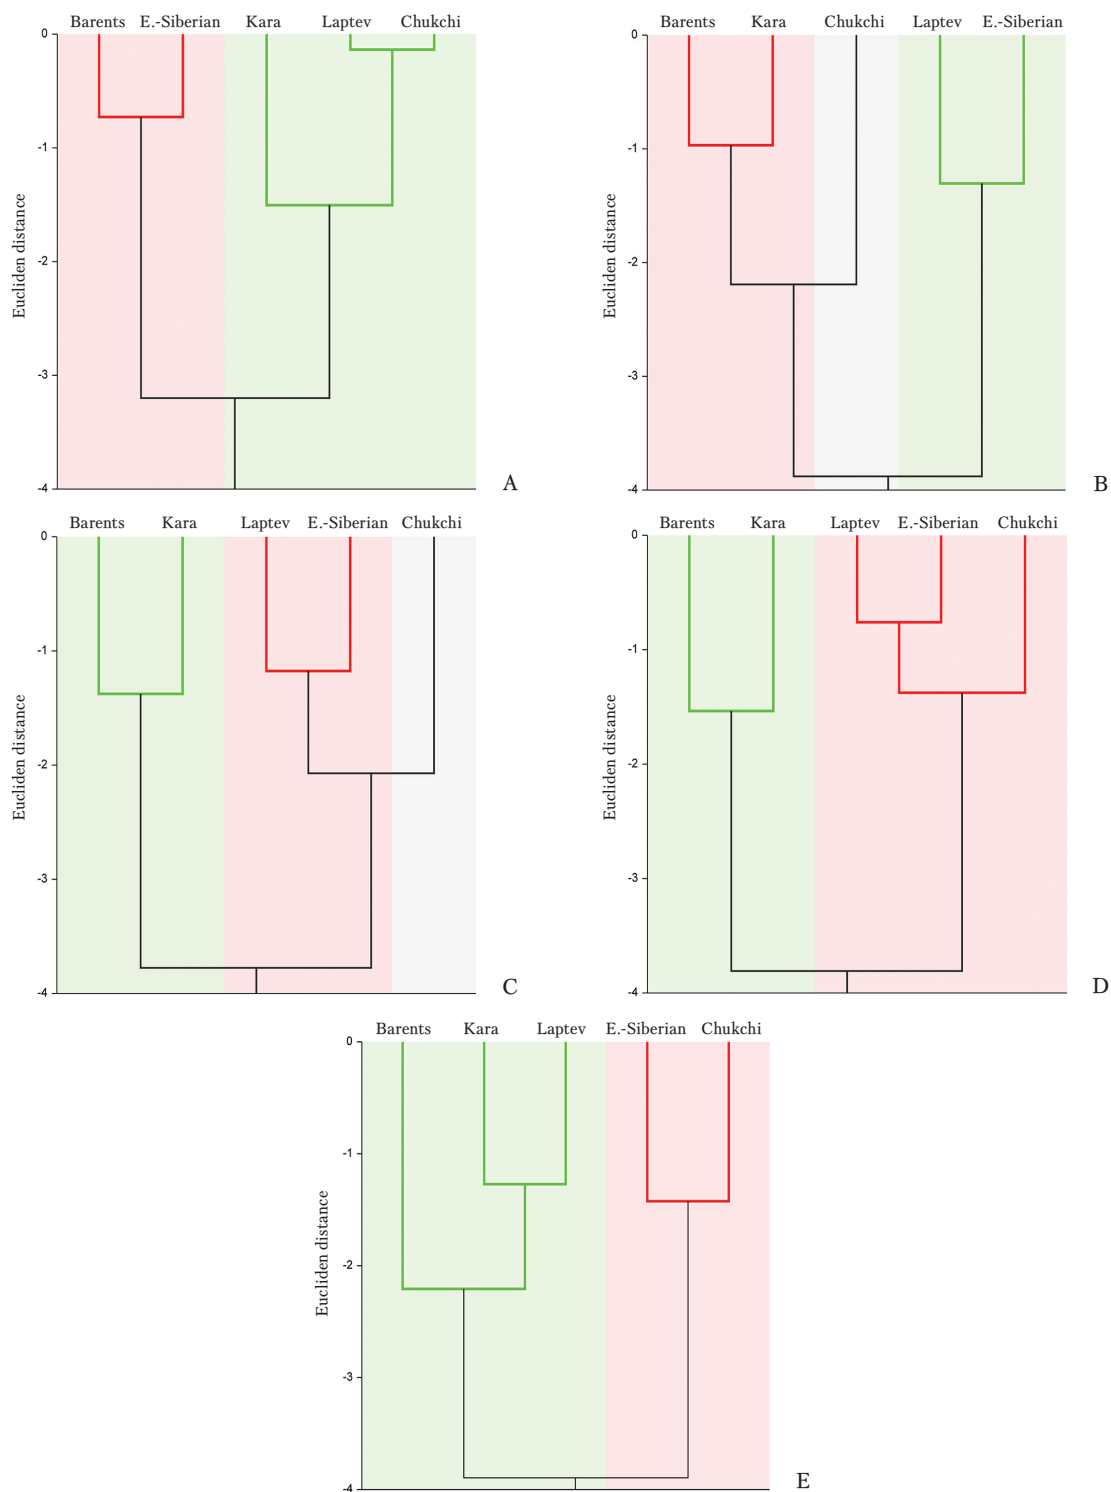 Barents E.-Siberian Kara Laptev Chukchi
0
-1
-2
-3
-4
Eucliden distance
A
Barents Kara Chukchi Laptev E.-Siberian
0
-1
-2
-3
-4
Eucliden distance
B
Barents Kara Laptev E.-Siberian Chukchi
0
-1
-2
-3
-4
Eucliden distance
C
Barents Kara Laptev E.-Siberian Chukchi
0
-1
-2
-3
-4
Eucliden distance
D
Barents Kara Laptev E.-Siberian Chukchi
0
-1
-2
-3
-4
Eucliden distance
E